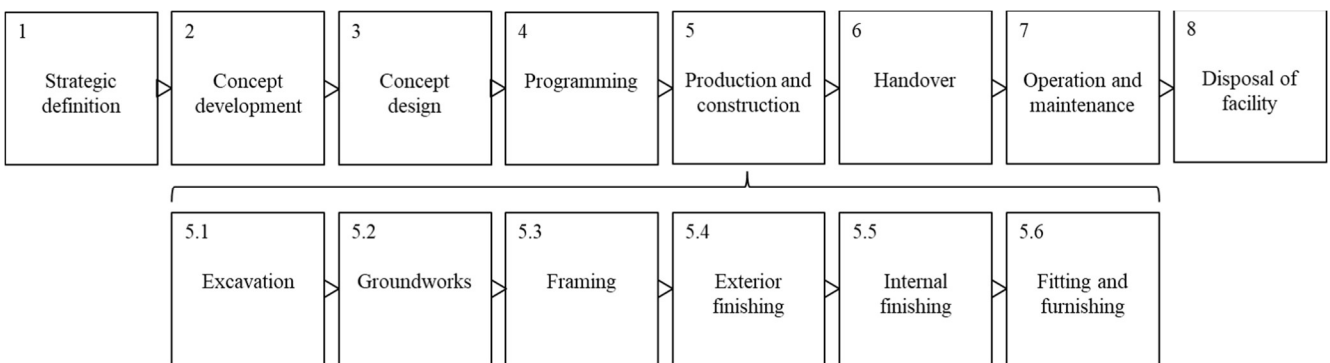 1
Strategic
definition
2
Concept
development
3
Concept
design
4
Programming
5
Production and
construction
6
Handover
7
Operation and
maintenance
8
Disposal of
facility
5.1
Excavation
5.2
Groundworks
5.3
Framing
5.4
Exterior
finishing
5.5
Internal
finishing
5.6
Fitting and
furnishing